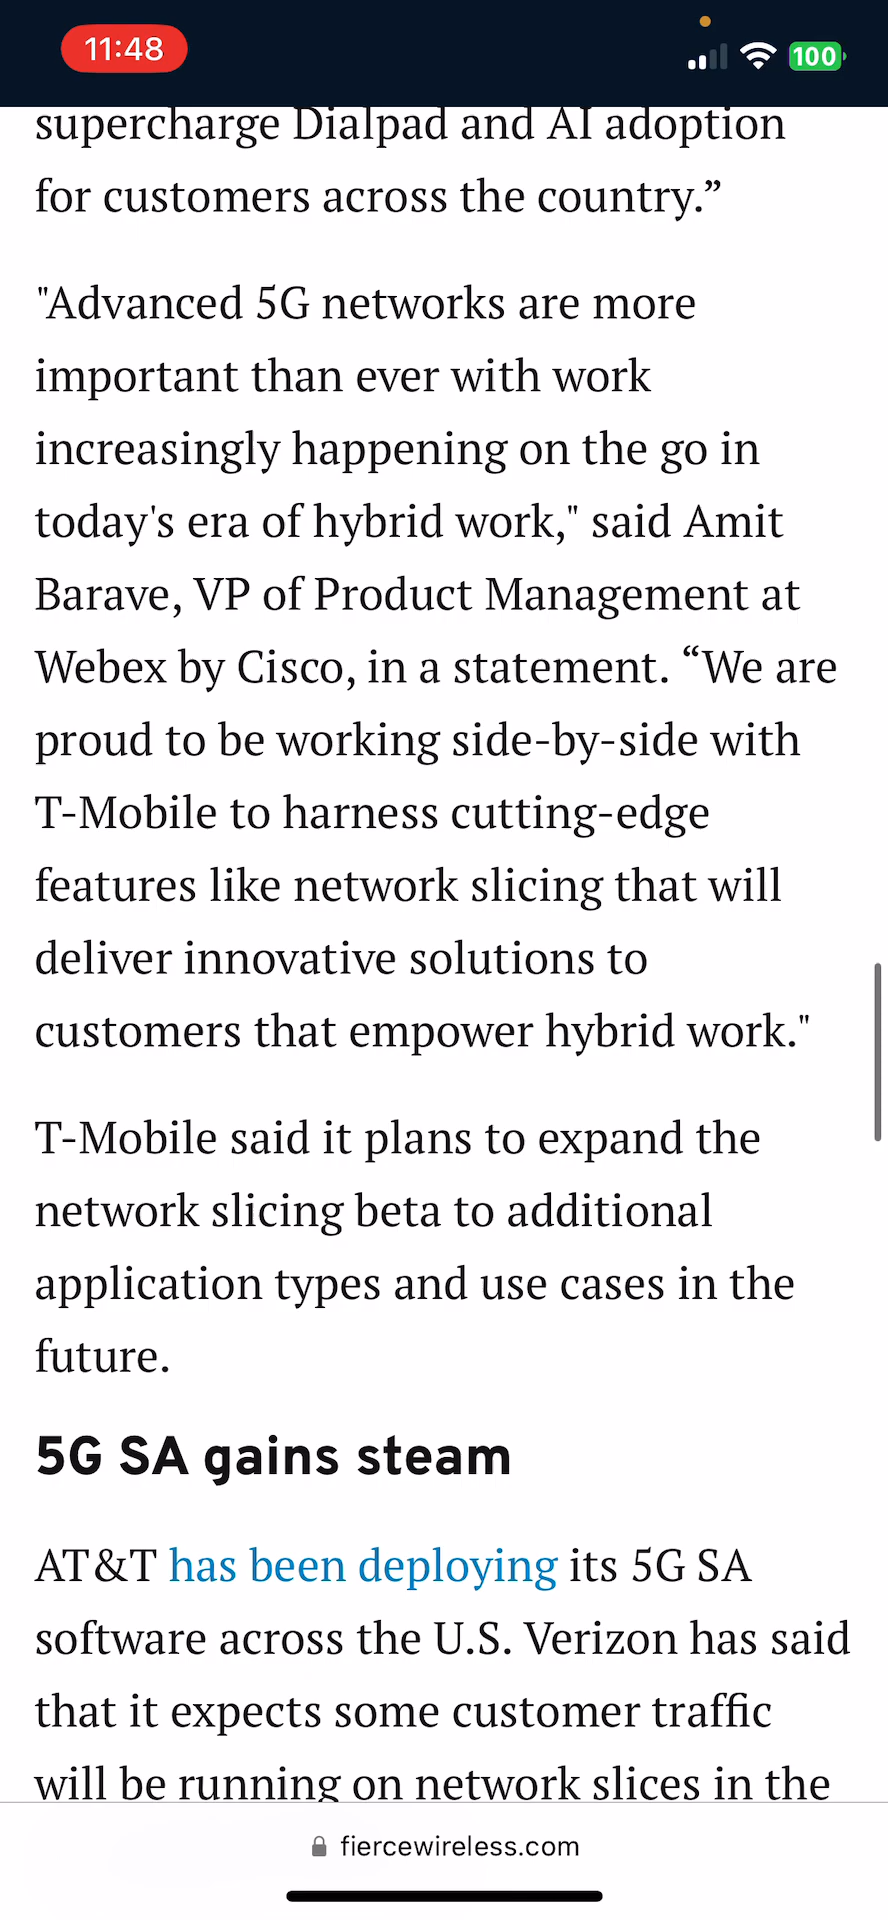 11:48
100
supercharge Dialpad and AI adoption
for customers across the country.”
"Advanced 5G networks are more
important than ever with work
increasingly happening on the go in
today's era of hybrid work," said Amit
Barave, VP of Product Management at
Webex by Cisco, in a statement. “We are
proud to be working side-by-side with
T-Mobile to harness cutting-edge
features like network slicing that will
deliver innovative solutions to
customers that empower hybrid work."
T-Mobile said it plans to expand the
network slicing beta to additional
application types and use cases in the
future.
5G SA gains steam
AT&T has been deploying its 5G SA
software across the U.S. Verizon has said
that it expects some customer traffic
will be running on network slices in the
fiercewireless.com